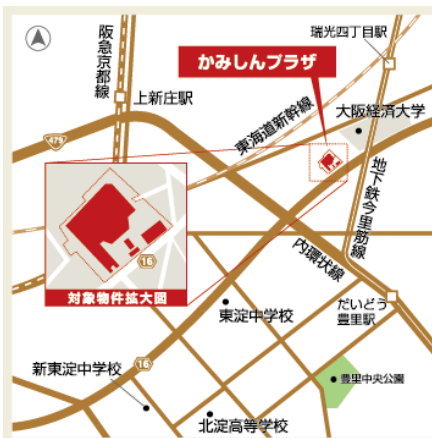 瑞光四丁目駅
阪急京都線
かみしんプラザ
上新庄駅
東海道新幹線
大阪経済大学
479
地下鉄今里筋線
16
内環状線
対象物件拡大図
だいどう
豊里駅
東淀中学校
16
新東淀中学校
豊里中央公園
北淀高等学校